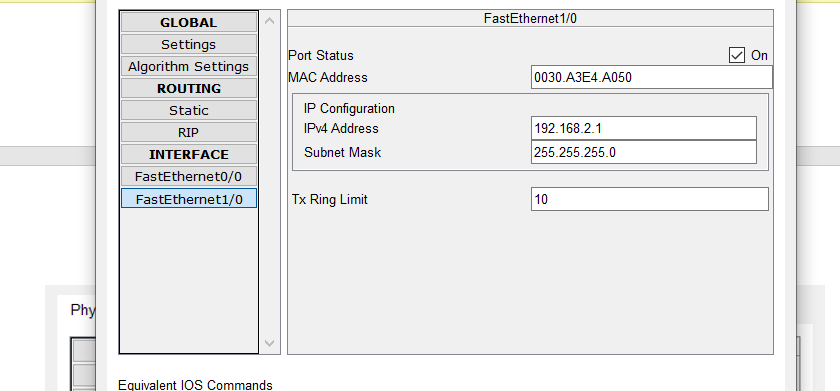 GLOBAL
Settings
Algorithm Settings
ROUTING
Static
RIP
INTERFACE
FastEthernet0/0
FastEthernet1/0
FastEthernet1/0
Port Status
On
MAC Address
0030.A3E4.A050
IP Configuration
IPv4 Address
192.168.2.1
Subnet Mask
255.255.255.0
Tx Ring Limit
10
Phy
Equivalent IOS Commands